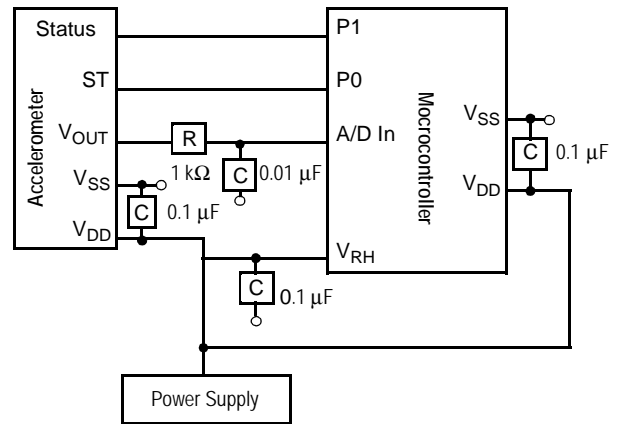 Status
ST
VOUT
VSS
VDD
Accelerometer
R
1 kΩ
C
0.01 µF
C
0.1 µF
C
0.1 µF
P1
P0
A/D In
VRH
Mocrocontroller
VSS
VDD
C
0.1 µF
Power Supply